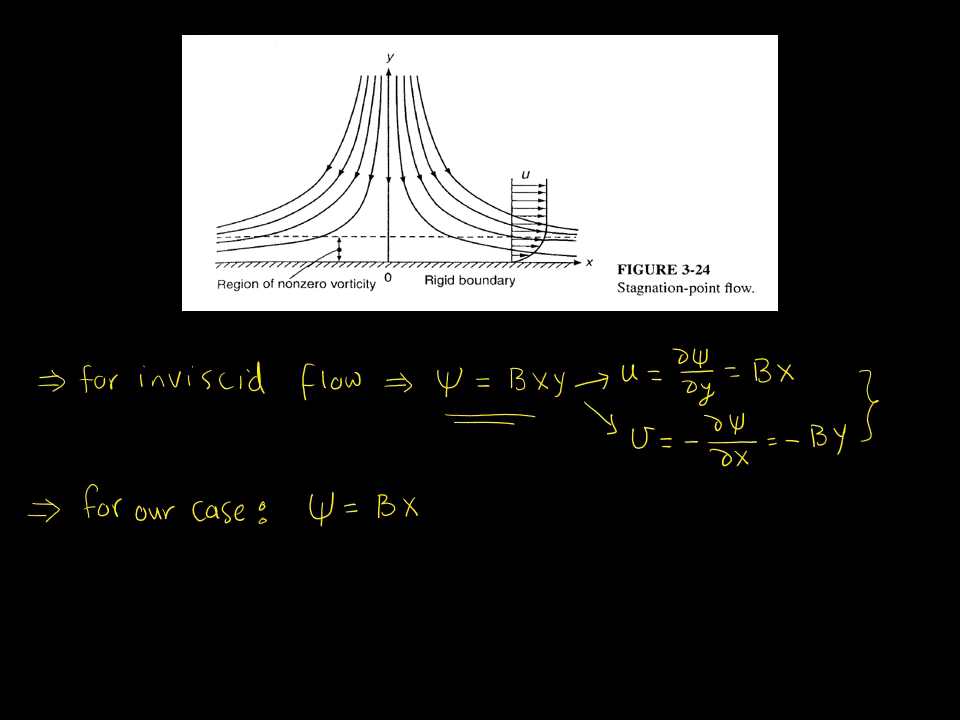 y
u
x
0
Region of nonzero vorticity
Rigid boundary
FIGURE 3-24
Stagnation-point flow.
⇒ for inviscid flow ⇒ ψ = Bxy → u = ∂ψ/∂y = Bx
↘ v = -∂ψ/∂x = -By
⇒ for our case: ψ = Bx